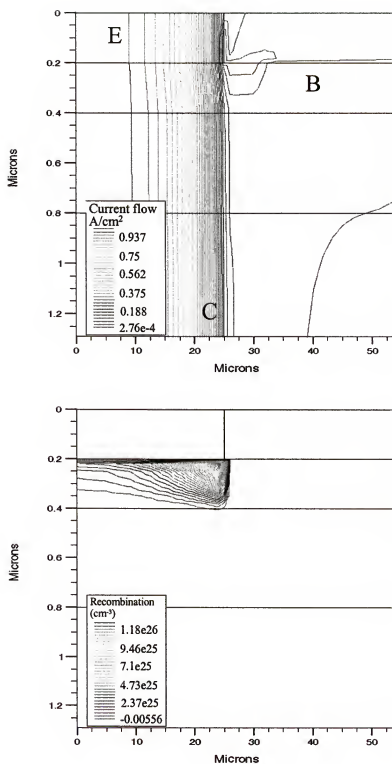 E
B
C
0
0.2
0.4
0.6
0.8
1
1.2
Microns
Current flow
A/cm²
0.937
0.75
0.562
0.375
0.188
2.76e-4
0 10 20 30 40 50
Microns
0
0.2
0.4
0.6
0.8
1
1.2
Microns
Recombination
(cm⁻³)
1.18e26
9.46e25
7.1e25
4.73e25
2.37e25
-0.00556
0 10 20 30 40 50
Microns